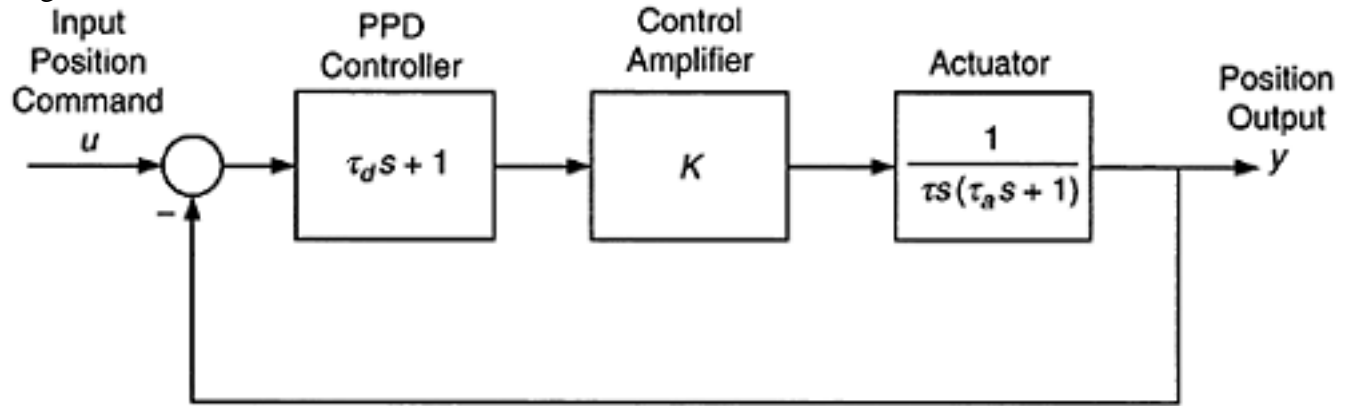 Input
Position
Command
u
PPD
Controller
τ_d s + 1
Control
Amplifier
K
Actuator
1
τs(τ_a s + 1)
Position
Output
y
−